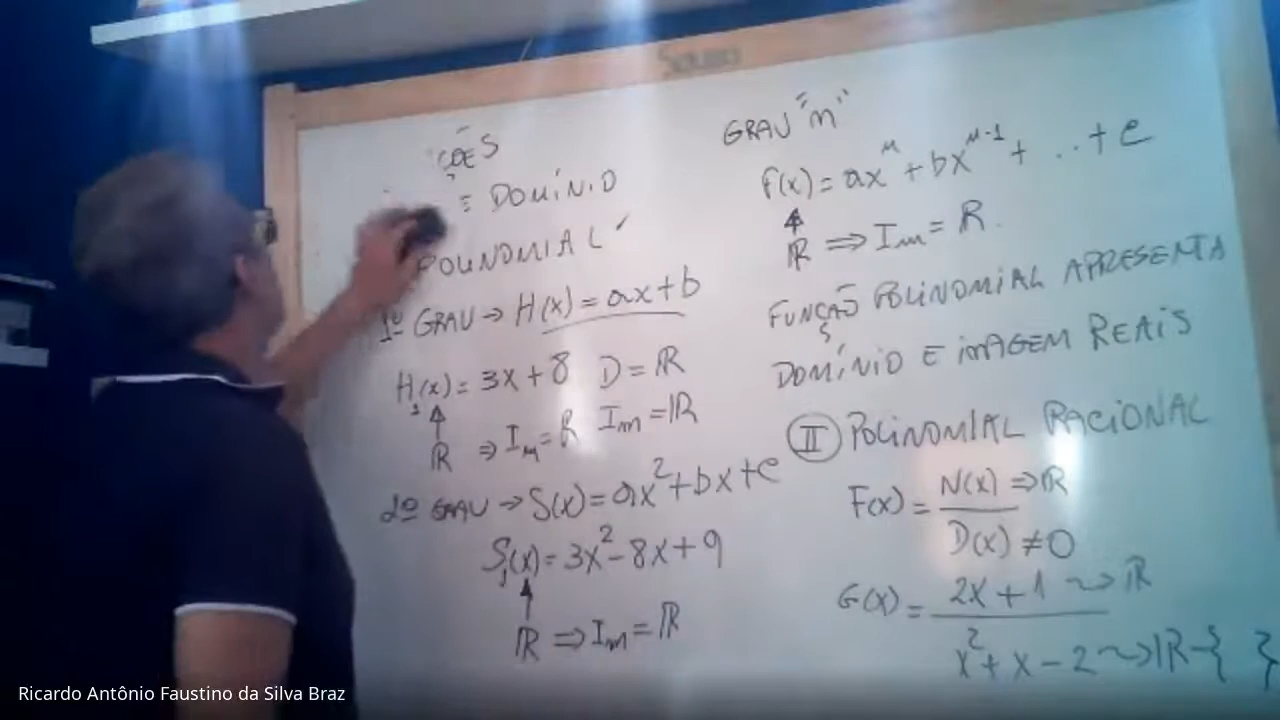 ÇÕES
= DOMÍNIO
POLINOMIAL
1º GRAU → H(x) = ax+b
H₁(x) = 3x + 8 D = ℝ
ℝ ⇒ Im = ℝ Im = ℝ
2º GRAU → S(x) = ax² + bx + c
S₁(x) = 3x² - 8x + 9
ℝ ⇒ Im = ℝ
GRAU "n"
F(x) = axⁿ + bxⁿ⁻¹ + ... + e
ℝ ⇒ Im = ℝ.
FUNÇÃO POLINOMIAL APRESENTA
DOMÍNIO E IMAGEM REAIS
II POLINOMIAL RACIONAL
F(x) = N(x) ⇒ ℝ
D(x) ≠ 0
G(x) = 2x + 1 ⇝ ℝ
x² + x - 2 ⇝ ℝ - { }
Ricardo Antônio Faustino da Silva Braz